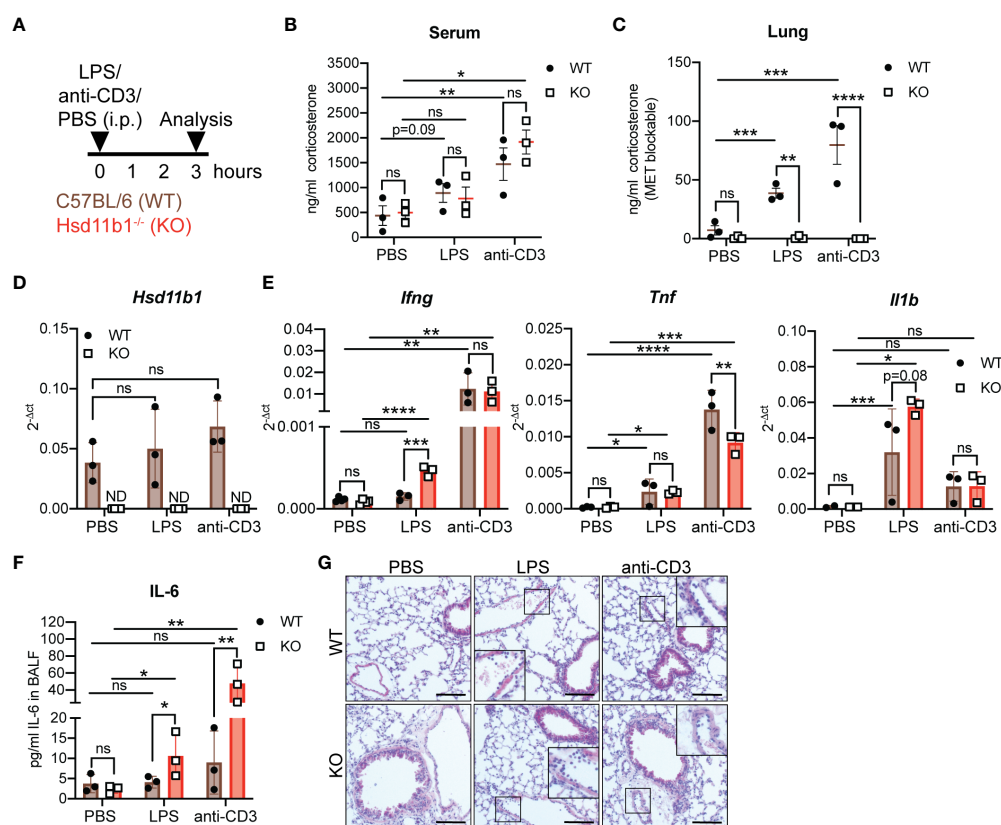 A
LPS/
anti-CD3/
PBS (i.p.) Analysis
0 1 2 3 hours
C57BL/6 (WT)
Hsd11b1-/- (KO)
B
Serum
WT
KO
ng/ml corticosterone
3500
3000
2500
2000
1500
1000
500
0
*
**
ns
ns
p=0.09
ns
ns
PBS LPS anti-CD3
C
Lung
WT
KO
ng/ml corticosterone
(MET blockable)
150
100
50
0
***
****
***
**
ns
PBS LPS anti-CD3
D
Hsd11b1
WT
KO
2-Δct
0.15
0.10
0.05
0.00
ns
ns
ND ND ND
PBS LPS anti-CD3
E
Ifng
2-Δct
0.04
0.03
0.02
0.01
0.001
0.000
**
**
ns
****
ns
***
ns
PBS LPS anti-CD3
Tnf
2-Δct
0.025
0.020
0.015
0.010
0.005
0.000
***
****
**
*
*
ns
ns
PBS LPS anti-CD3
Il1b
WT
KO
2-Δct
0.10
0.08
0.06
0.04
0.02
0.00
ns
ns
*
p=0.08
***
ns
ns
PBS LPS anti-CD3
F
IL-6
WT
KO
pg/ml IL-6 in BALF
120
100
80
60
40
20
20
15
10
5
0
**
ns
**
*
ns
*
ns
PBS LPS anti-CD3
G
PBS LPS anti-CD3
WT
KO